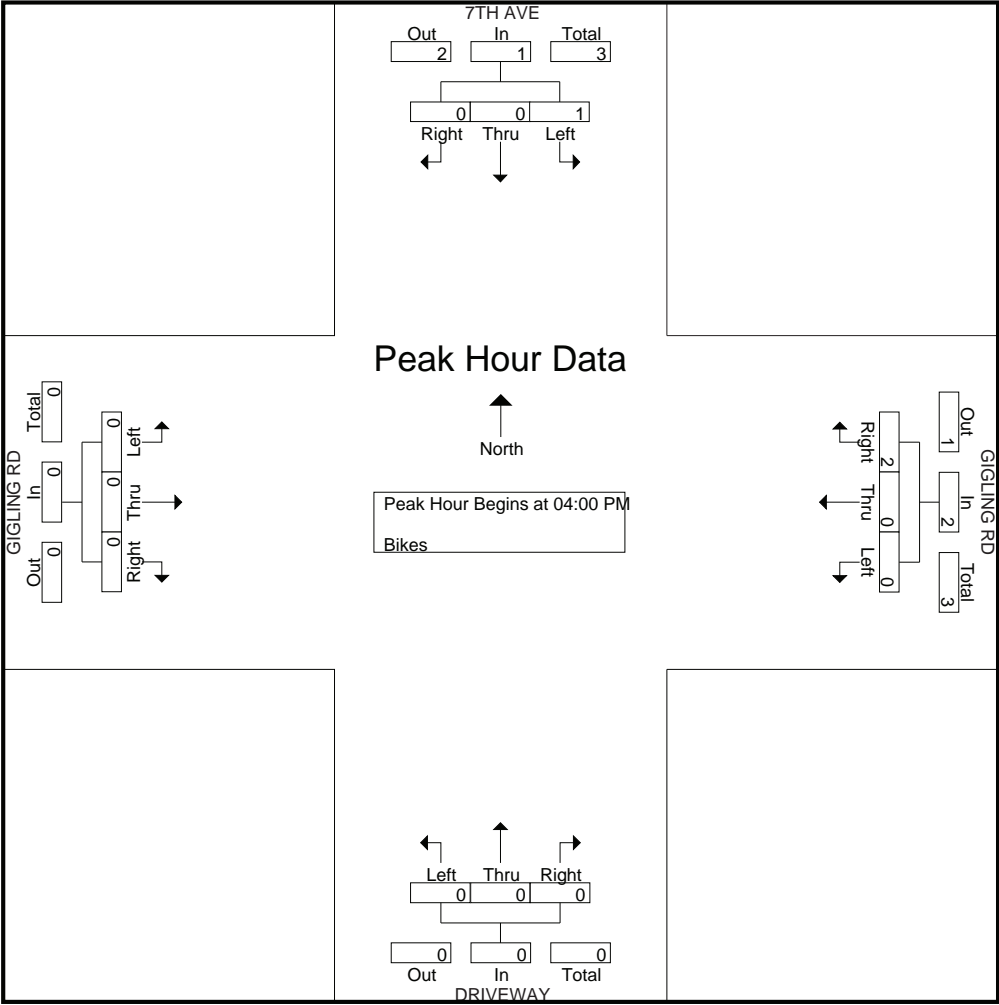 7TH AVE
Out In Total
2 1 3
0 0 1
Right Thru Left
Peak Hour Data
North
Peak Hour Begins at 04:00 PM
Bikes
GIGLING RD
Total In Out
0 0 0
0 0 0
Left Thru Right
GIGLING RD
Out In Total
1 2 3
2 0 0
Right Thru Left
Left Thru Right
0 0 0
0 0 0
Out In Total
DRIVEWAY